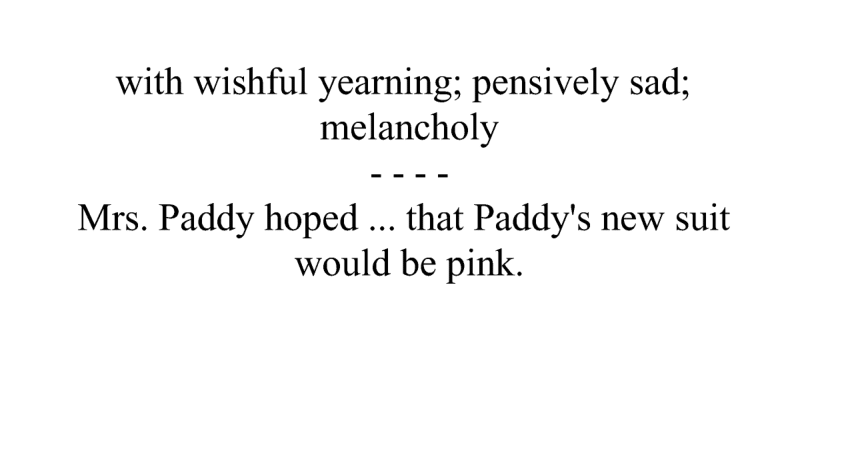 with wishful yearning; pensively sad;
melancholy
- - - -
Mrs. Paddy hoped ... that Paddy's new suit
would be pink.